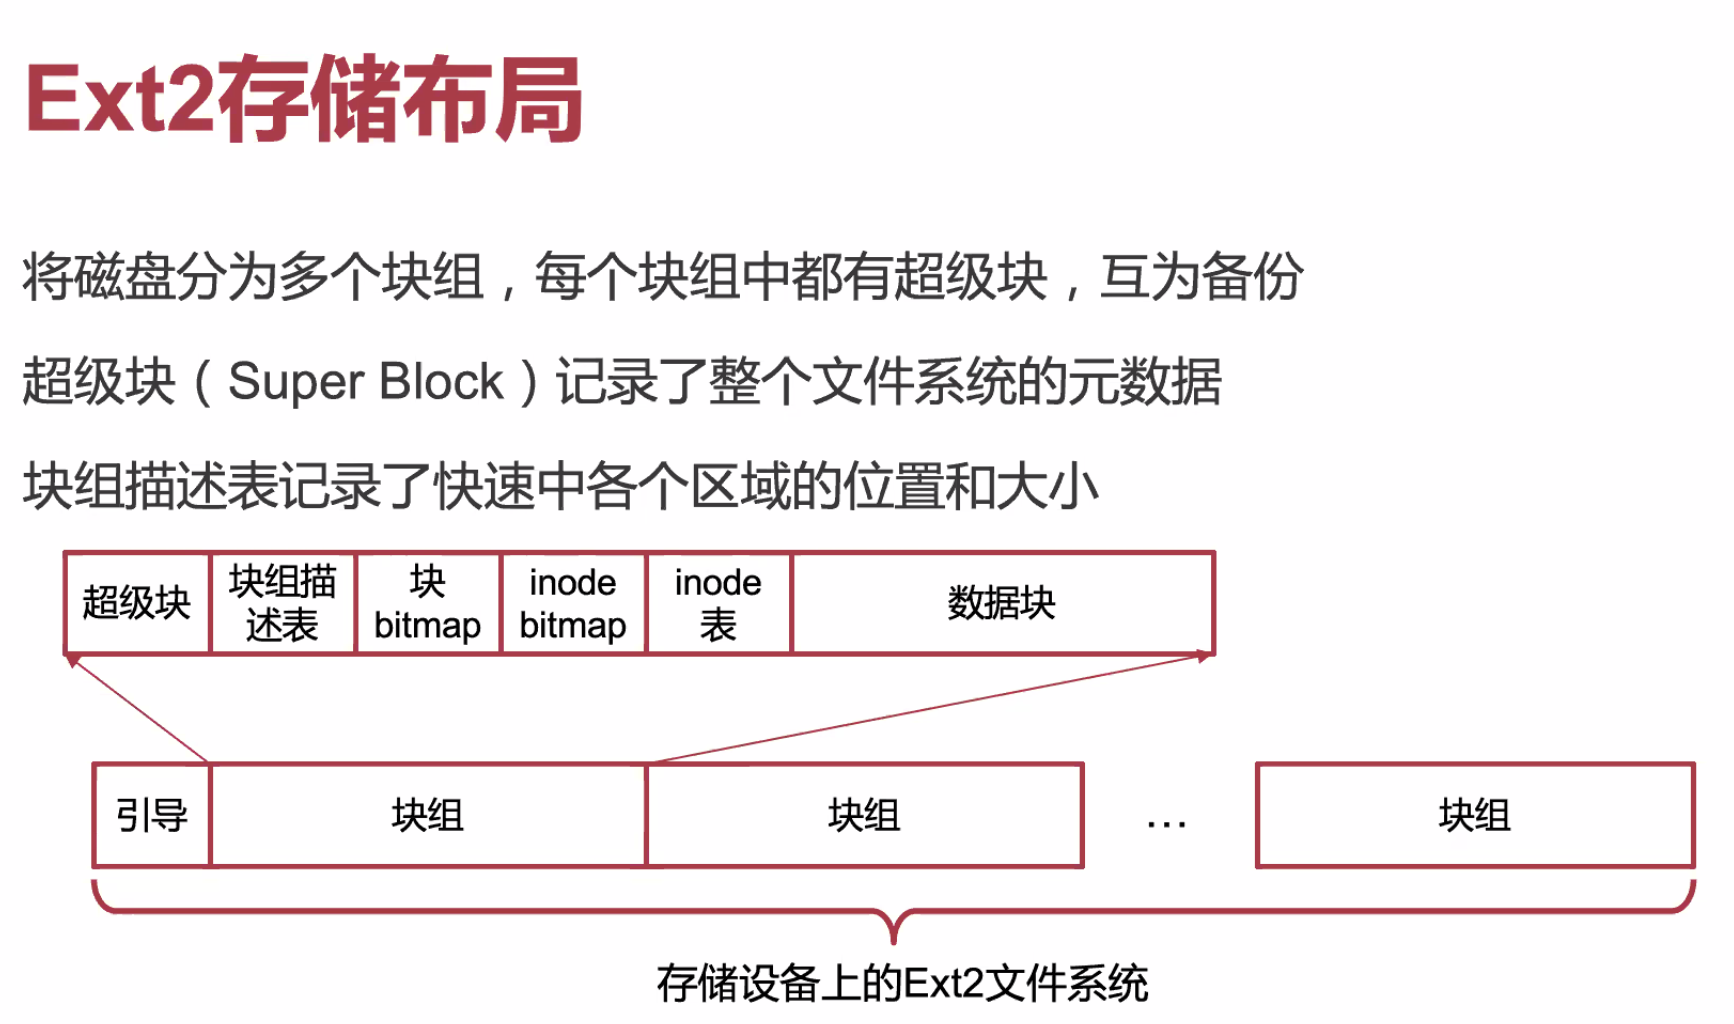 Ext2存储布局
将磁盘分为多个块组，每个块组中都有超级块，互为备份
超级块（Super Block）记录了整个文件系统的元数据
块组描述表记录了快速中各个区域的位置和大小
超级块
块组描
述表
块
bitmap
inode
bitmap
inode
表
数据块
引导
块组
块组
...
块组
存储设备上的Ext2文件系统